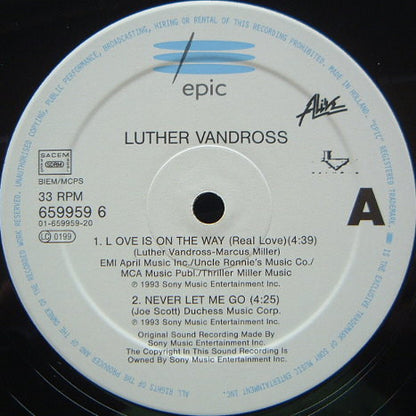 epic
Alive
LUTHER VANDROSS
SACEM
BIEM/MCPS
33 RPM
659959 6
01-659959-20
LC 0199
A
1. L OVE IS ON THE WAY (Real Love)(4:39)
(Luther Vandross-Marcus Miller)
EMI April Music Inc./Uncle Ronnie's Music Co./
MCA Music Publ./Thriller Miller Music
℗ 1993 Sony Music Entertainment Inc.
2. NEVER LET ME GO (4:25)
(Joe Scott) Duchess Music Corp.
℗ 1993 Sony Music Entertainment Inc.
Original Sound Recording Made By
Sony Music Entertainment Inc.
The Copyright In This Sound Recording Is
Owned By Sony Music Entertainment Inc.
ALL RIGHTS OF THE PRODUCER AND OF THE OWNER OF THE RECORDED WORK RESERVED. UNAUTHORISED COPYING, PUBLIC PERFORMANCE, BROADCASTING, HIRING OR RENTAL OF THIS RECORDING PROHIBITED. MADE IN HOLLAND. "EPIC" REGISTERED TRADEMARK.
IS THE EXCLUSIVE TRADEMARK OF SONY MUSIC ENTERTAINMENT INC.